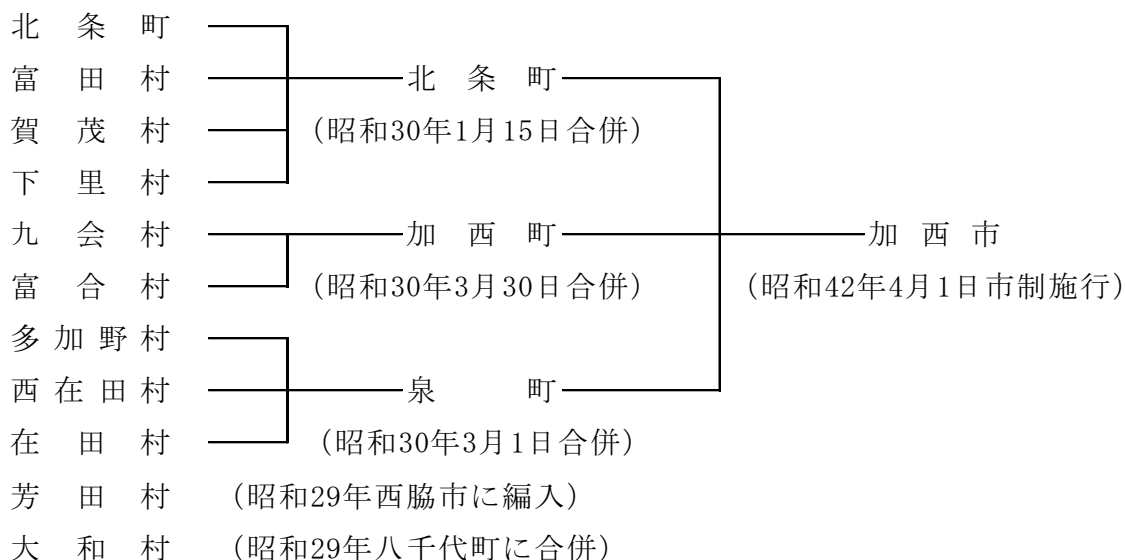 北条町
富田村 北条町
賀茂村 （昭和30年1月15日合併）
下里村
九会村 加西町 加西市
富合村 （昭和30年3月30日合併） （昭和42年4月1日市制施行）
多加野村
西在田村 泉町
在田村 （昭和30年3月1日合併）
芳田村 （昭和29年西脇市に編入）
大和村 （昭和29年八千代町に合併）